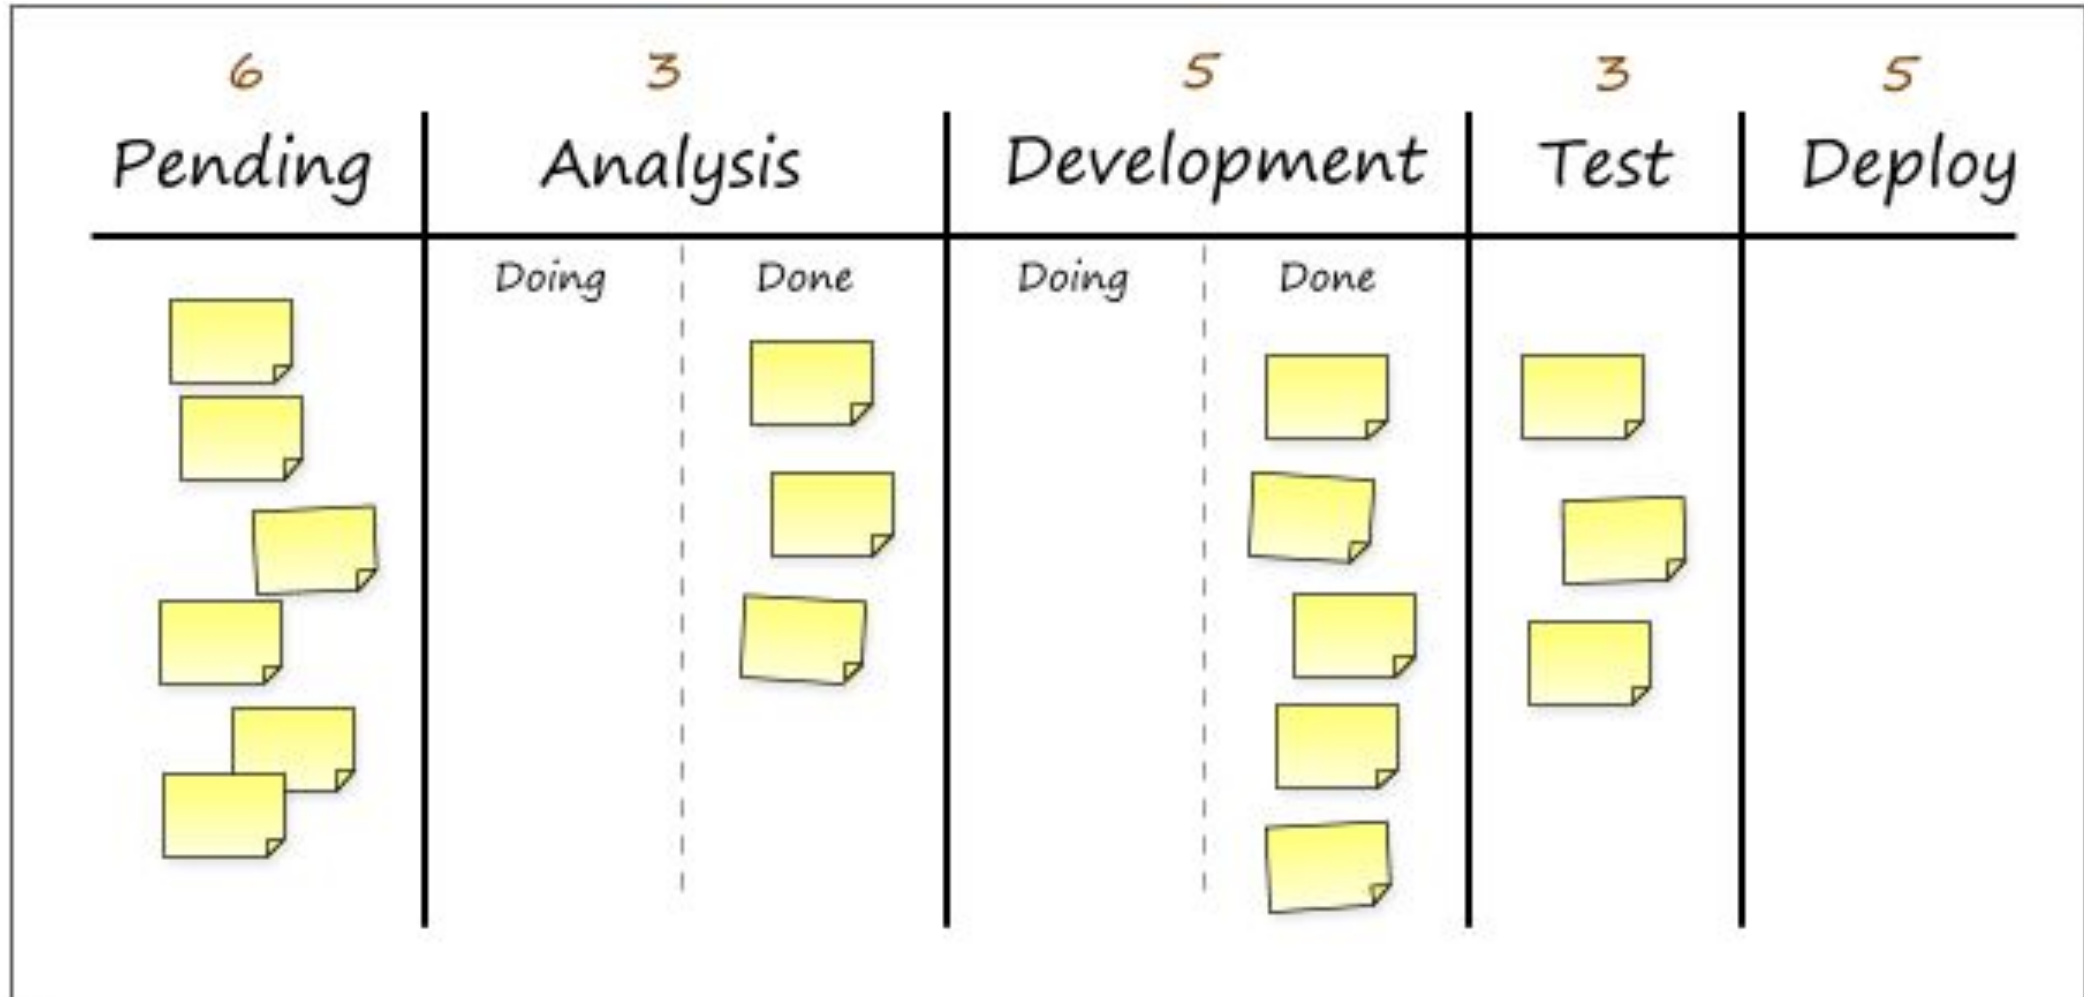 6 3 5 3 5
Pending Analysis Development Test Deploy
Doing Done Doing Done